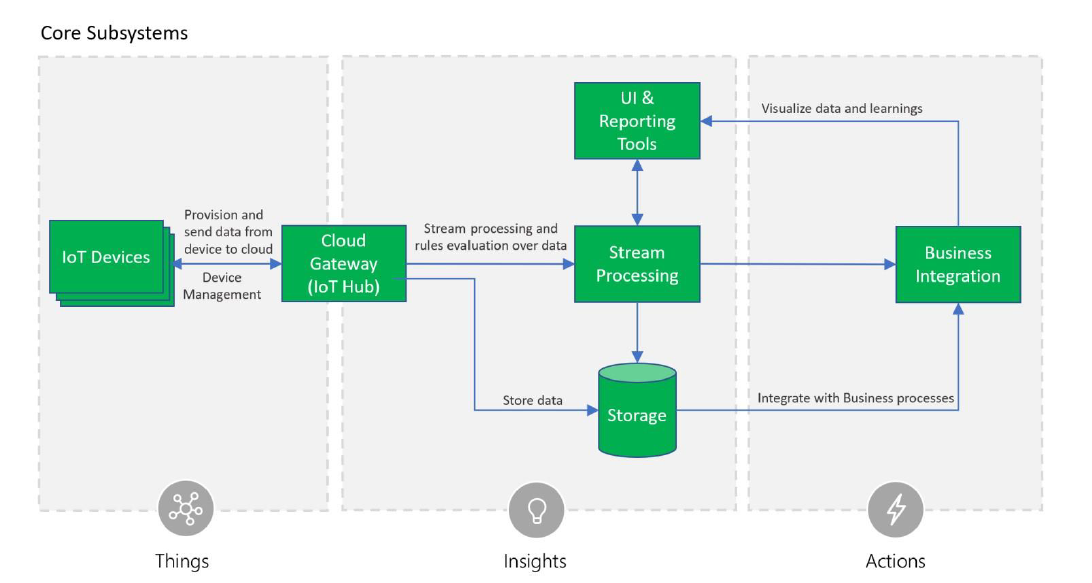 Core Subsystems
UI &
Reporting
Tools
Visualize data and learnings
IoT Devices
Provision and
send data from
device to cloud
Device
Management
Cloud
Gateway
(IoT Hub)
Stream processing and
rules evaluation over data
Stream
Processing
Business
Integration
Store data
Storage
Integrate with Business processes
Things
Insights
Actions